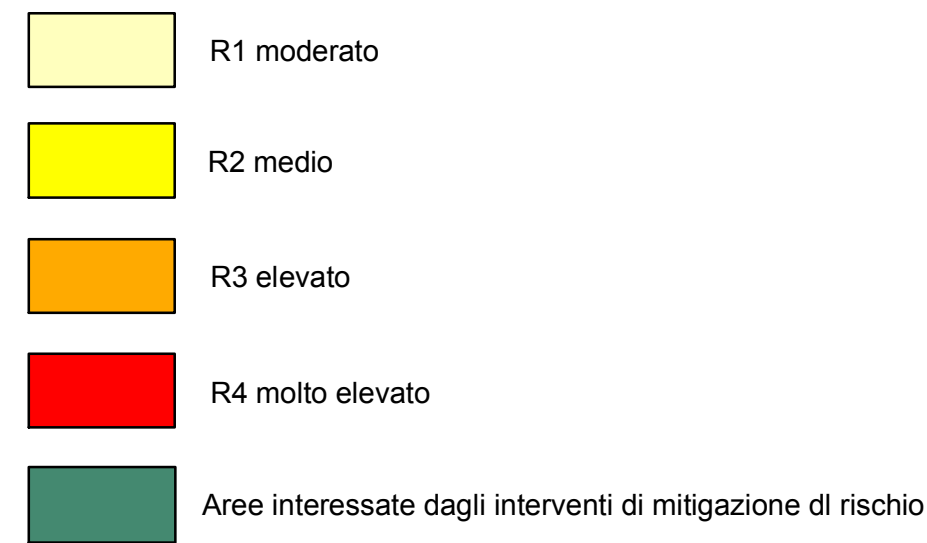 R1 moderato
R2 medio
R3 elevato
R4 molto elevato
Aree interessate dagli interventi di mitigazione dl rischio